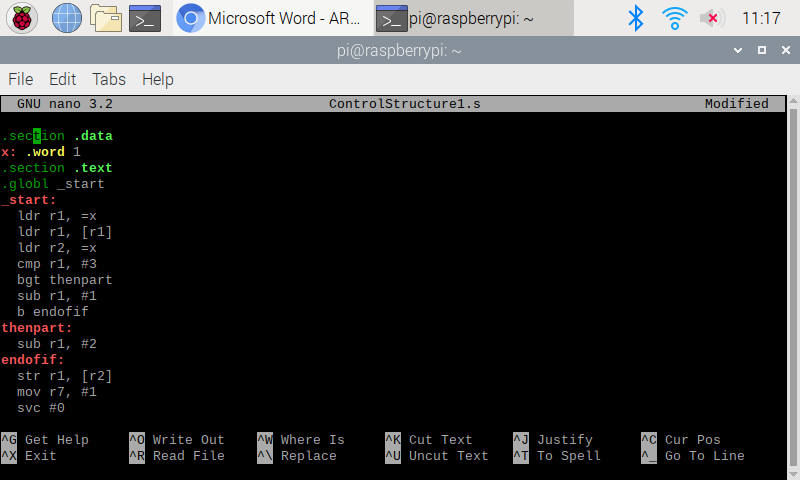 Microsoft Word - AR... pi@raspberrypi: ~ 11:17
pi@raspberrypi: ~
File Edit Tabs Help
GNU nano 3.2 ControlStructure1.s Modified
.section .data
x: .word 1
.section .text
.globl _start
_start:
ldr r1, =x
ldr r1, [r1]
ldr r2, =x
cmp r1, #3
bgt thenpart
sub r1, #1
b endofif
thenpart:
sub r1, #2
endofif:
str r1, [r2]
mov r7, #1
svc #0
^G Get Help ^O Write Out ^W Where Is ^K Cut Text ^J Justify ^C Cur Pos
^X Exit ^R Read File ^\ Replace ^U Uncut Text ^T To Spell ^_ Go To Line